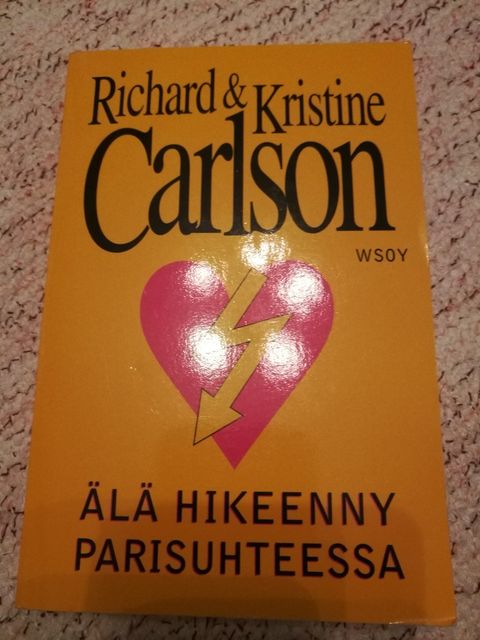 Richard & Kristine
Carlson
WSOY
ÄLÄ HIKEENNY
PARISUHTEESSA